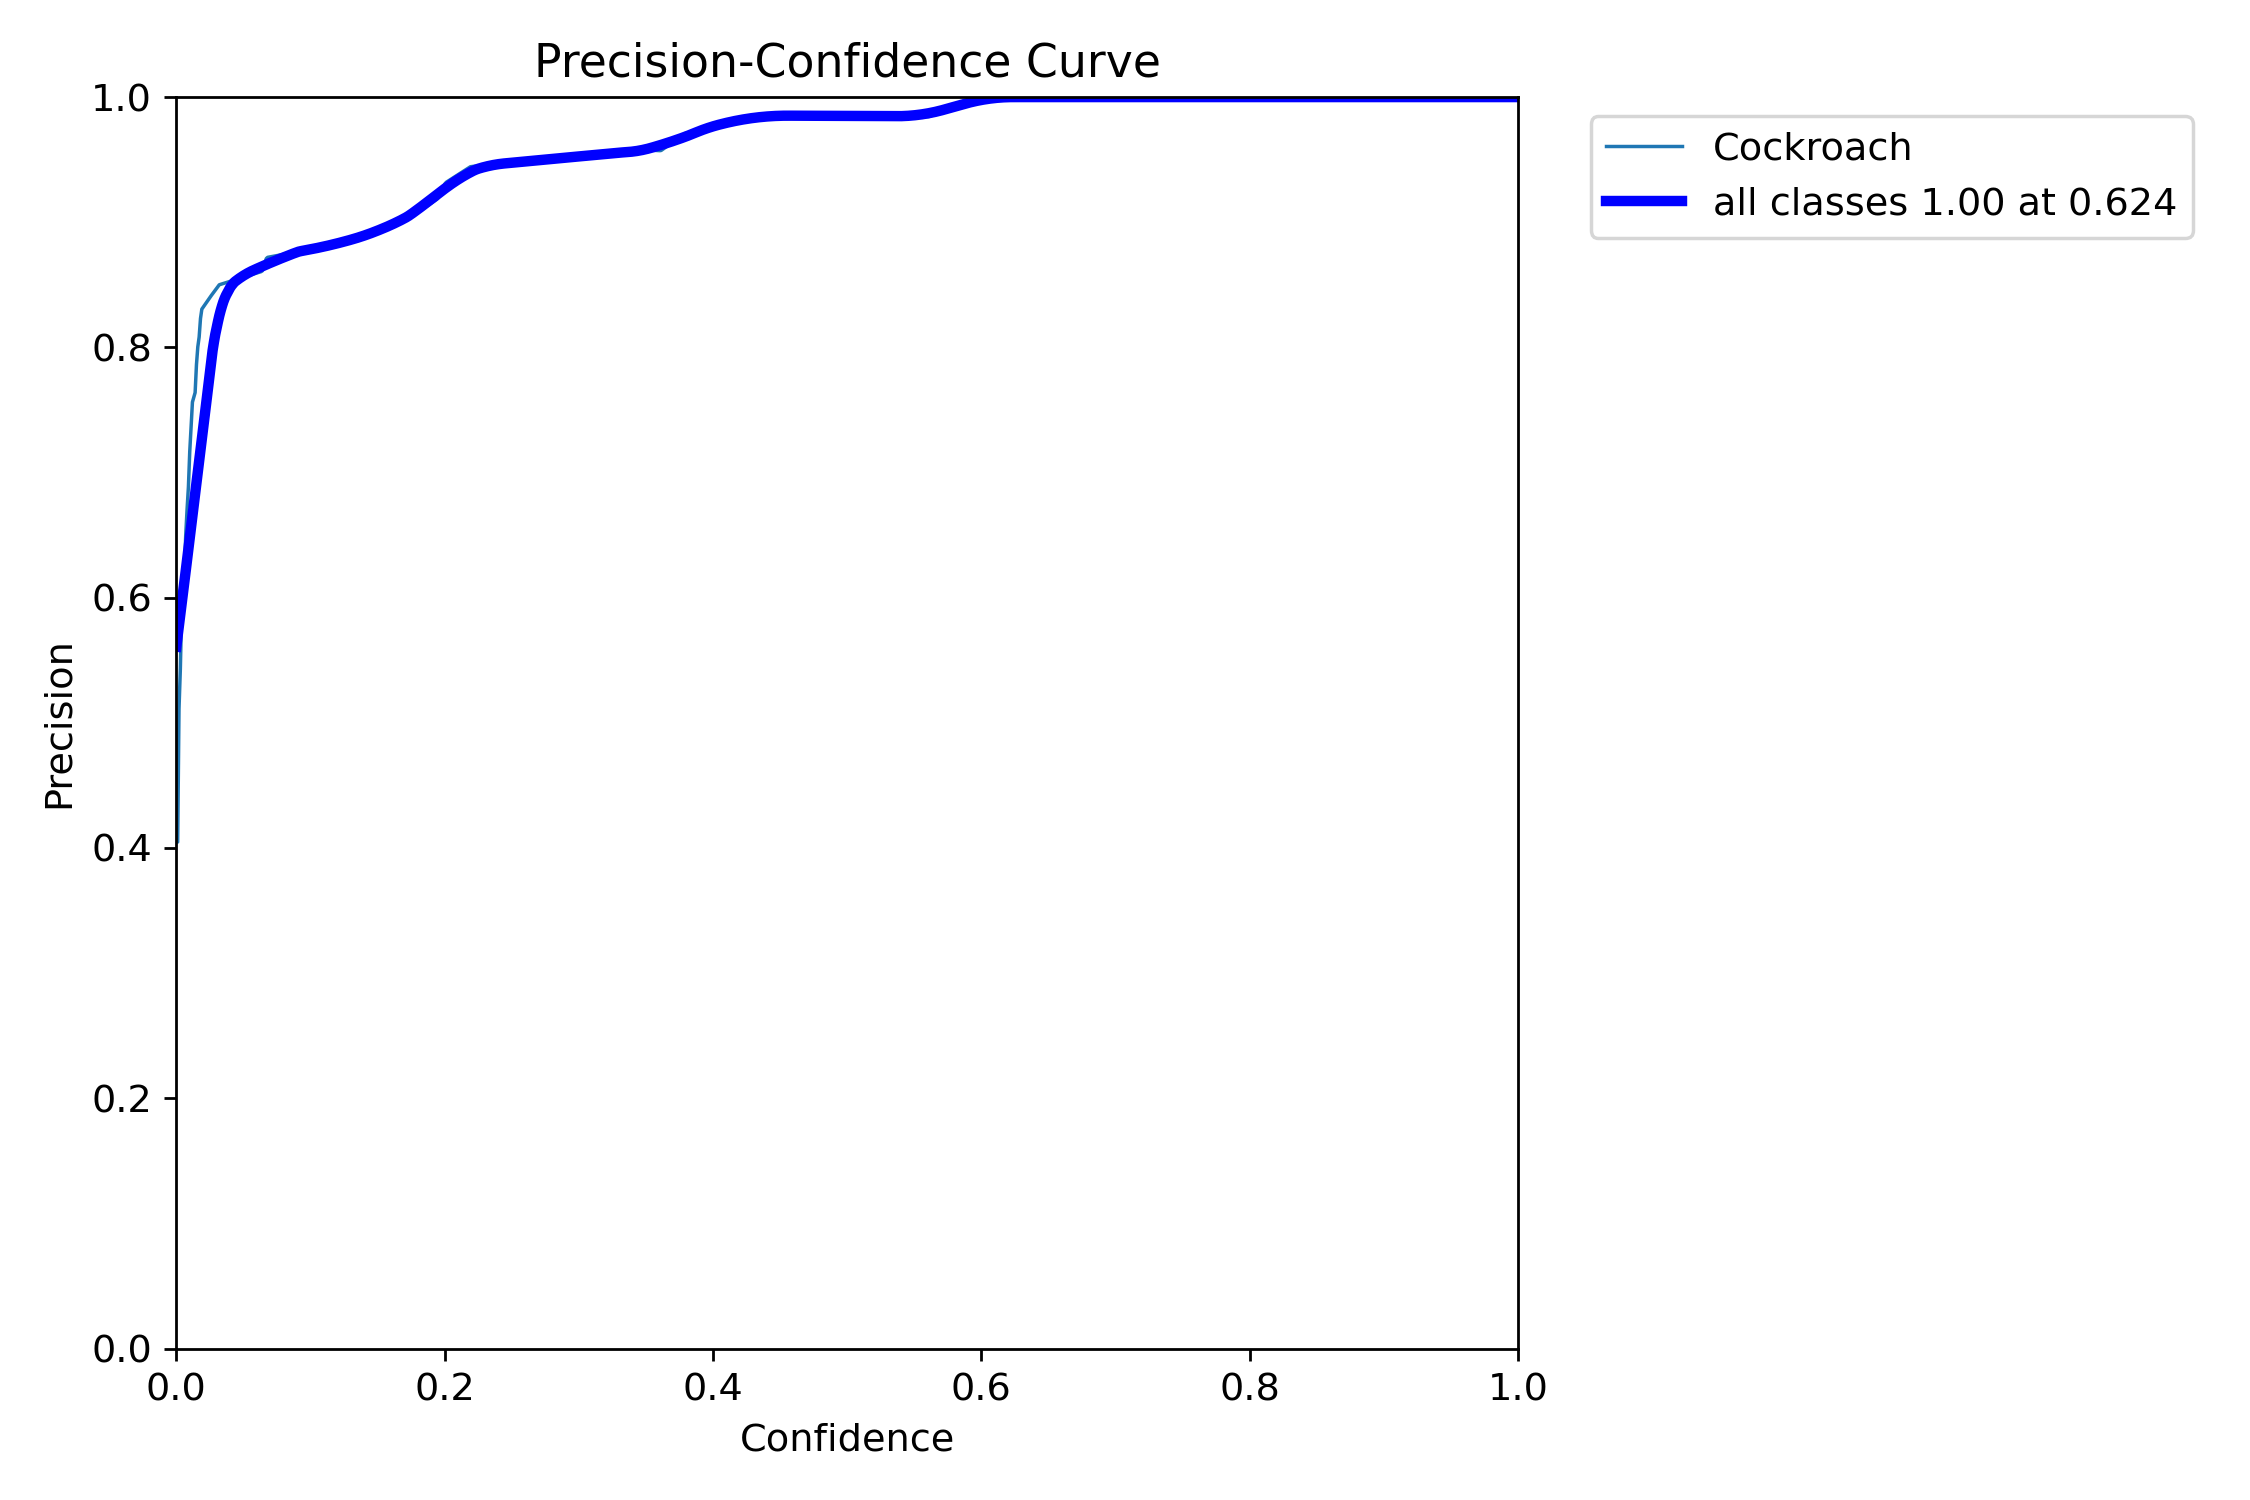 Precision-Confidence Curve
Cockroach
all classes 1.00 at 0.624
Precision
1.0
0.8
0.6
0.4
0.2
0.0
0.0 0.2 0.4 0.6 0.8 1.0
Confidence